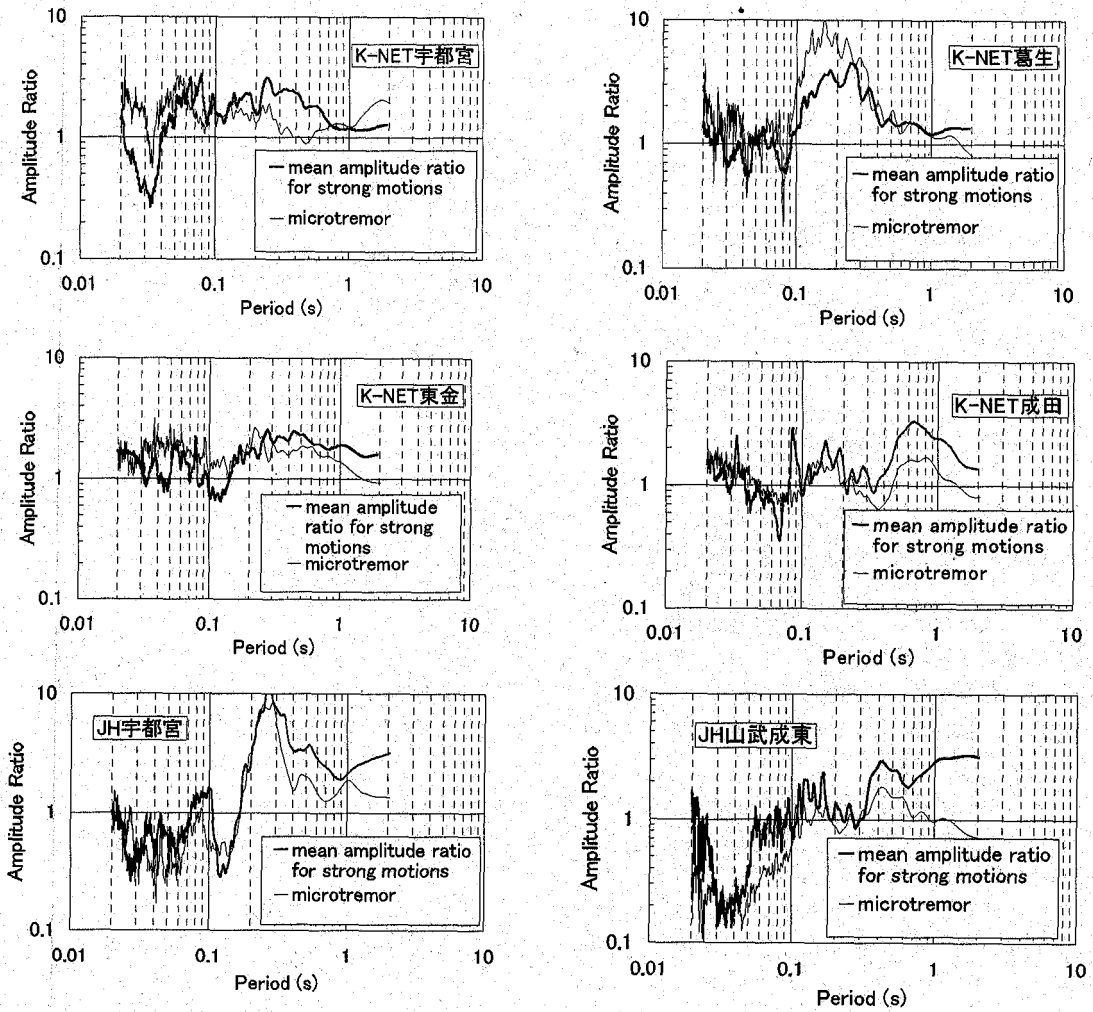 10
K-NET宇都宮
Amplitude Ratio
1
mean amplitude ratio
for strong motions
microtremor
0.1
0.01 0.1 1 10
Period (s)
10
K-NET葛生
Amplitude Ratio
1
mean amplitude ratio
for strong motions
microtremor
0.1
0.01 0.1 1 10
Period (s)
10
K-NET東金
Amplitude Ratio
1
mean amplitude
ratio for strong
motions
microtremor
0.1
0.01 0.1 1 10
Period (s)
10
K-NET成田
Amplitude Ratio
1
mean amplitude ratio
for strong motions
microtremor
0.1
0.01 0.1 1 10
Period (s)
10
JH宇都宮
Amplitude Ratio
1
mean amplitude ratio
for strong motions
microtremor
0.1
0.01 0.1 1 10
Period (s)
10
JH山武成東
Amplitude Ratio
1
mean amplitude ratio
for strong motions
microtremor
0.1
0.01 0.1 1 10
Period (s)